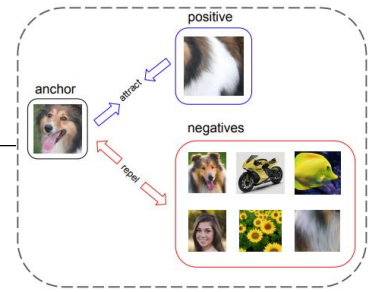 positive
anchor
attract
negatives
repel